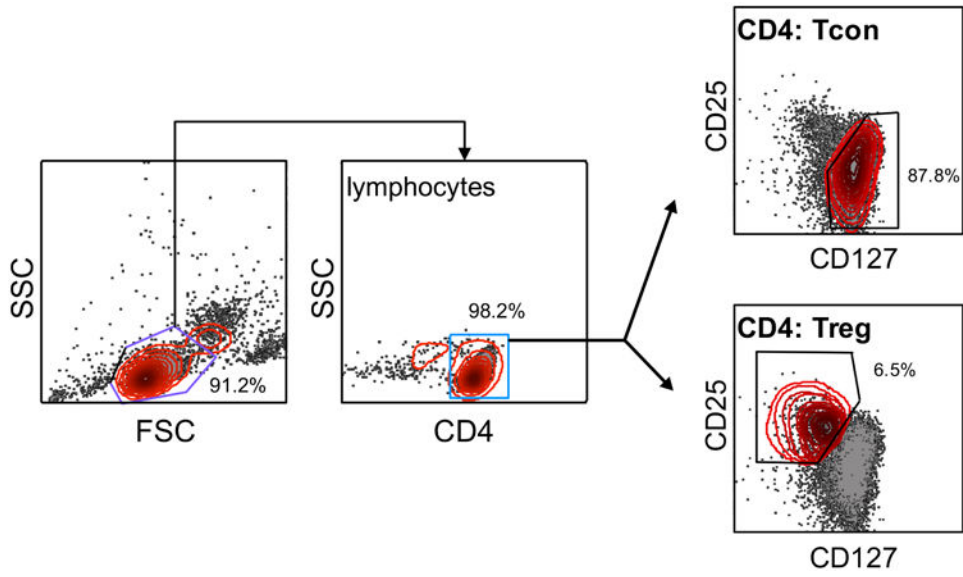 SSC
91.2%
FSC
lymphocytes
SSC
98.2%
CD4
CD4: Tcon
CD25
87.8%
CD127
CD4: Treg
6.5%
CD25
CD127